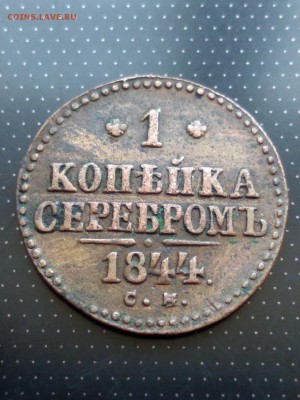 COINS.LAVE.RU
1
КОПѢЙКА
СЕРЕБРОМЪ
1844.
С. М.